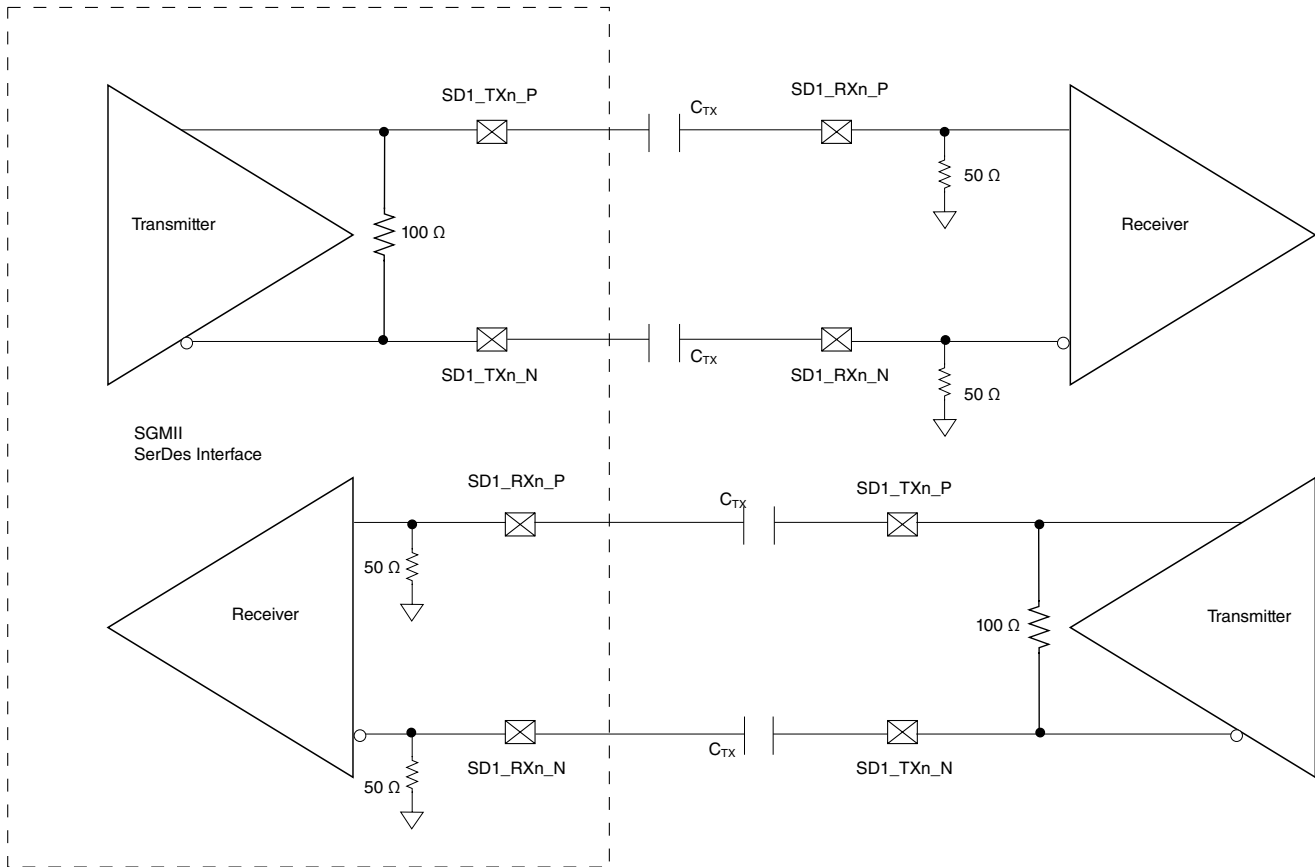 SD1_TXn_P
C_TX
SD1_RXn_P
50 Ω
Transmitter
100 Ω
Receiver
C_TX
SD1_TXn_N
SD1_RXn_N
50 Ω
SGMII
SerDes Interface
SD1_RXn_P
C_TX
SD1_TXn_P
50 Ω
Receiver
100 Ω
Transmitter
C_TX
SD1_RXn_N
SD1_TXn_N
50 Ω